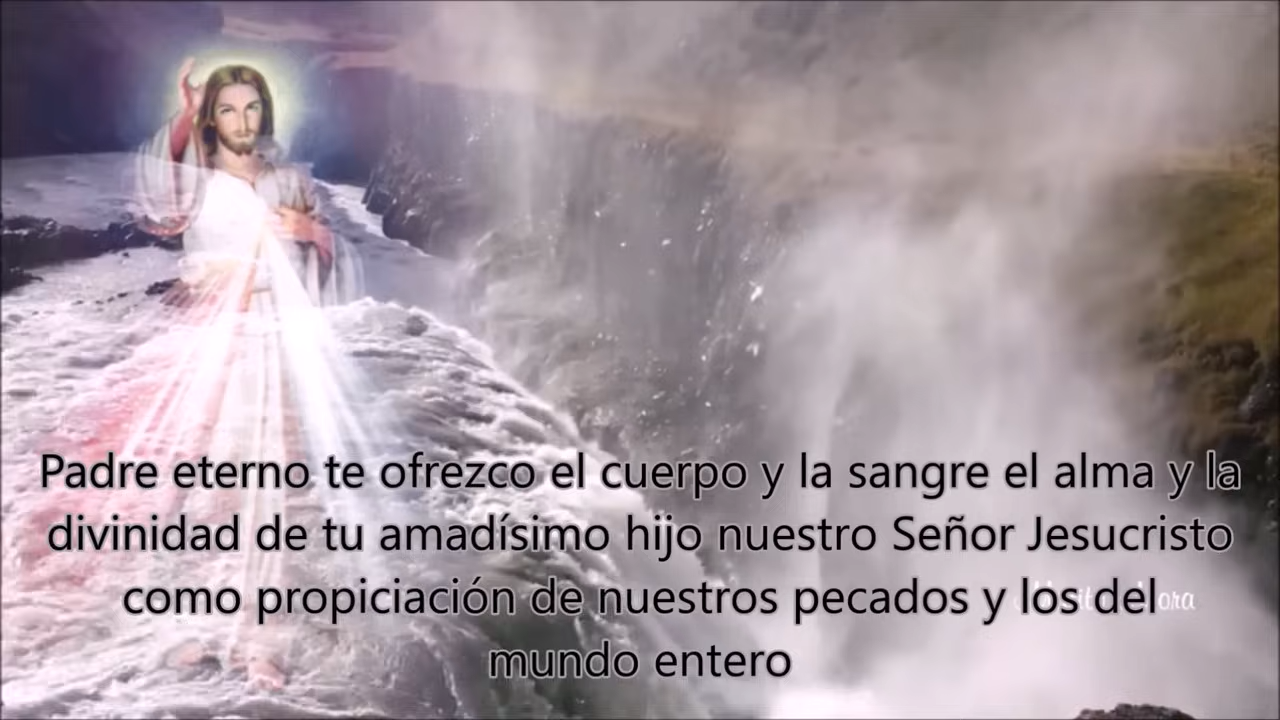 Padre eterno te ofrezco el cuerpo y la sangre el alma y la
divinidad de tu amadísimo hijo nuestro Señor Jesucristo
como propiciación de nuestros pecados y los del
mundo entero